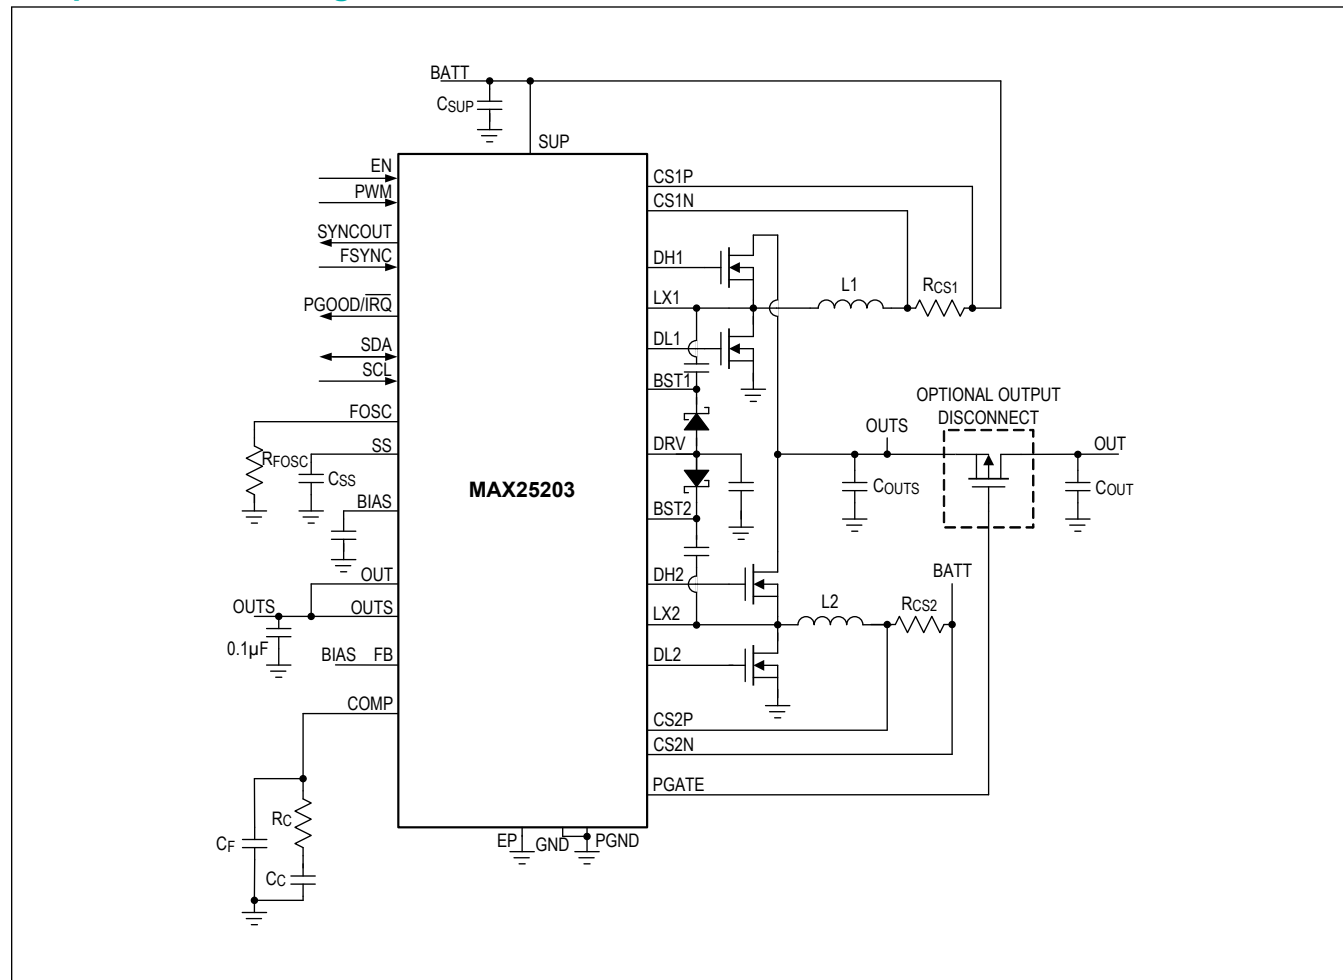 BATT
CSUP
SUP
EN
PWM
SYNCOUT
FSYNC
PGOOD/IRQ
SDA
SCL
FOSC
RFOSC
SS
CSS
BIAS
OUT
OUTS
OUTS
0.1µF
BIAS FB
COMP
RC
CF
CC
MAX25203
EP
GND
PGND
CS1P
CS1N
DH1
LX1
DL1
BST1
DRV
BST2
DH2
LX2
DL2
CS2P
CS2N
PGATE
L1
RCS1
OPTIONAL OUTPUT
DISCONNECT
OUTS
OUT
COUTS
COUT
BATT
L2
RCS2